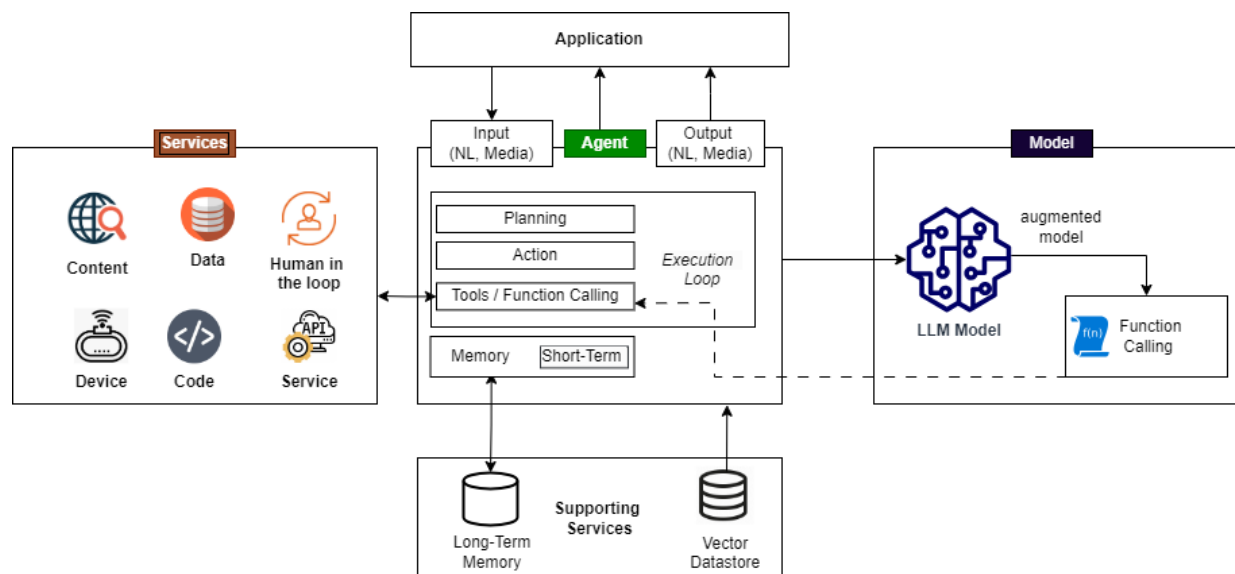 Application
Services
Input
(NL, Media)
Agent
Output
(NL, Media)
Model
Content
Data
Human in
the loop
Device
Code
API
Service
Planning
Action
Tools / Function Calling
Execution
Loop
Memory
Short-Term
augmented
model
LLM Model
f(n)
Function
Calling
Long-Term
Memory
Supporting
Services
Vector
Datastore